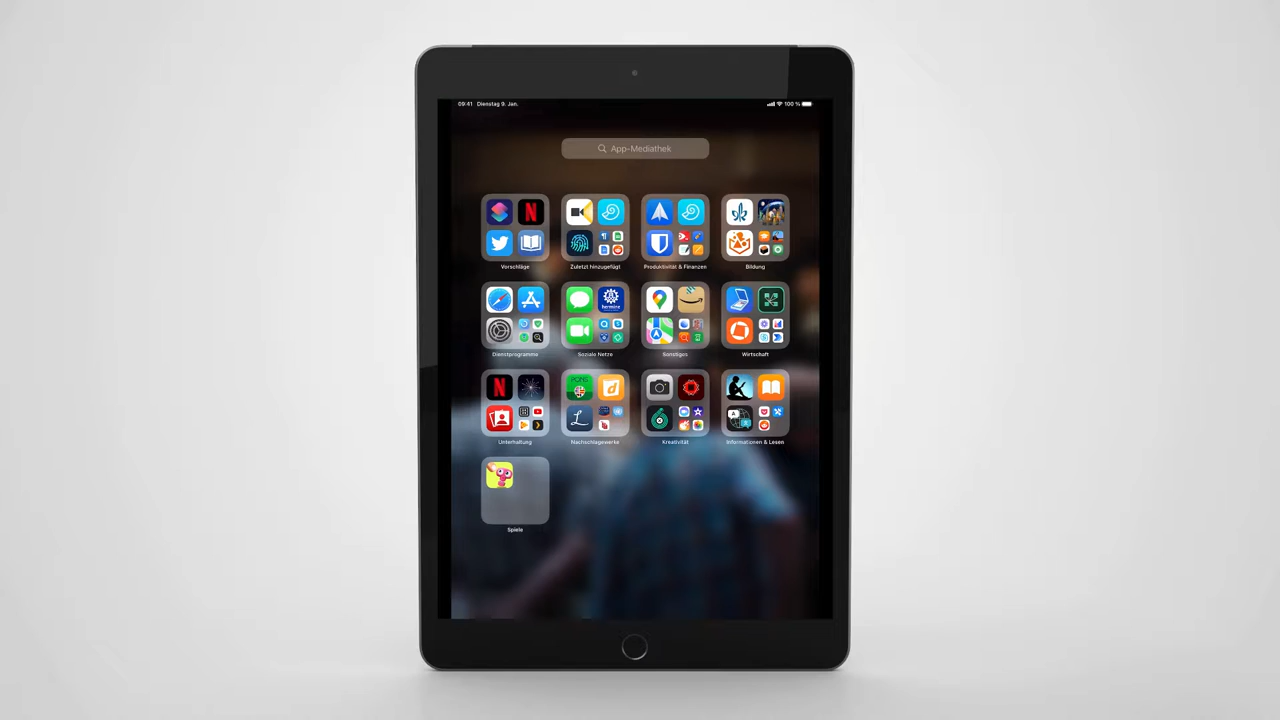 09:41 Dienstag 9. Jan.
100 %
App-Mediathek
Vorschläge
Zuletzt hinzugefügt
Produktivität & Finanzen
Bildung
Dienstprogramme
Soziale Netze
Sonstiges
Wirtschaft
Unterhaltung
Nachschlagewerke
Kreativität
Informationen & Lesen
Spiele